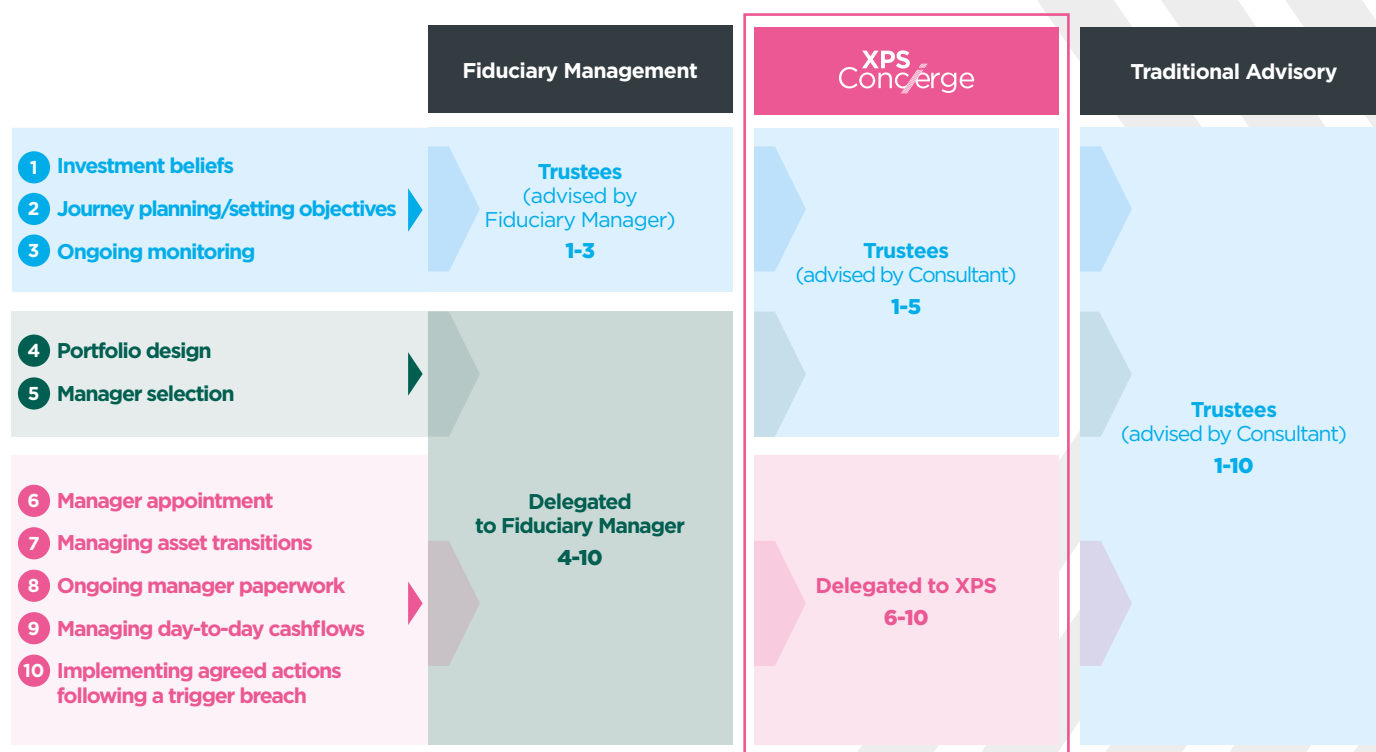 Fiduciary Management
XPS
Conciérge
Traditional Advisory
1 Investment beliefs
2 Journey planning/setting objectives
3 Ongoing monitoring
Trustees
(advised by
Fiduciary Manager)
1-3
4 Portfolio design
5 Manager selection
6 Manager appointment
7 Managing asset transitions
8 Ongoing manager paperwork
9 Managing day-to-day cashflows
10 Implementing agreed actions
following a trigger breach
Delegated
to Fiduciary Manager
4-10
Trustees
(advised by Consultant)
1-5
Delegated to XPS
6-10
Trustees
(advised by Consultant)
1-10